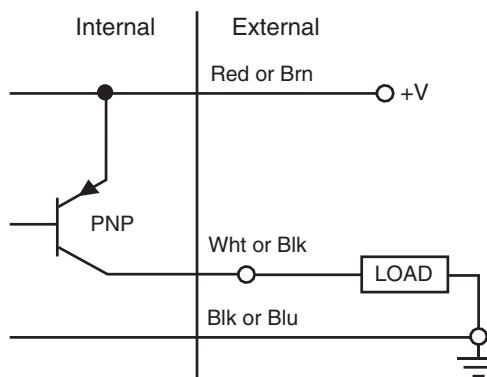 Internal
External
Red or Brn
+V
PNP
Wht or Blk
LOAD
Blk or Blu